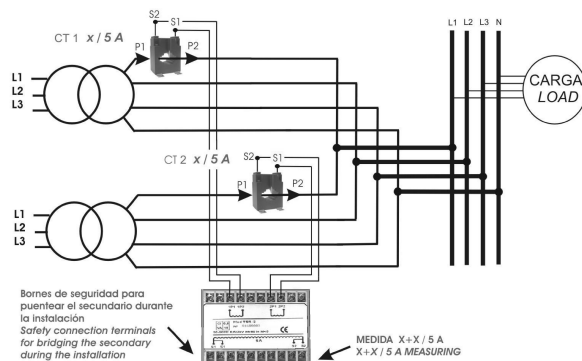 S2
S1
L1
L2
L3
N
CT 1 x / 5 A
P1
P2
L1
L2
L3
CARGA
LOAD
CT 2 x / 5 A
S2
S1
P1
P2
L1
L2
L3
Bornes de seguridad para
puentear el secundario durante
la instalación
Safety connection terminals
for bridging the secondary
during the installation
CE
MEDIDA X+X / 5 A
X+X / 5 A MEASURING